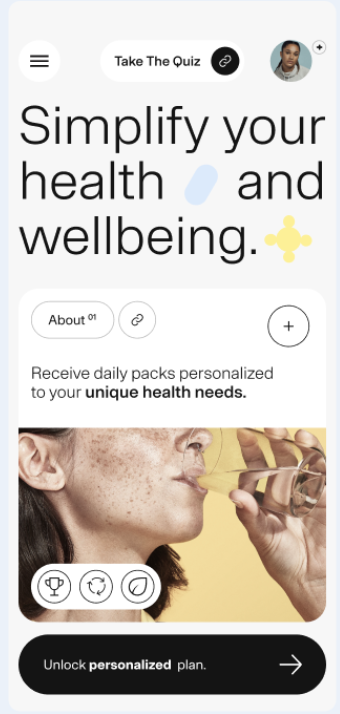 Take The Quiz
Simplify your
health and
wellbeing.
About 01
Receive daily packs personalized
to your unique health needs.
Unlock personalized plan.